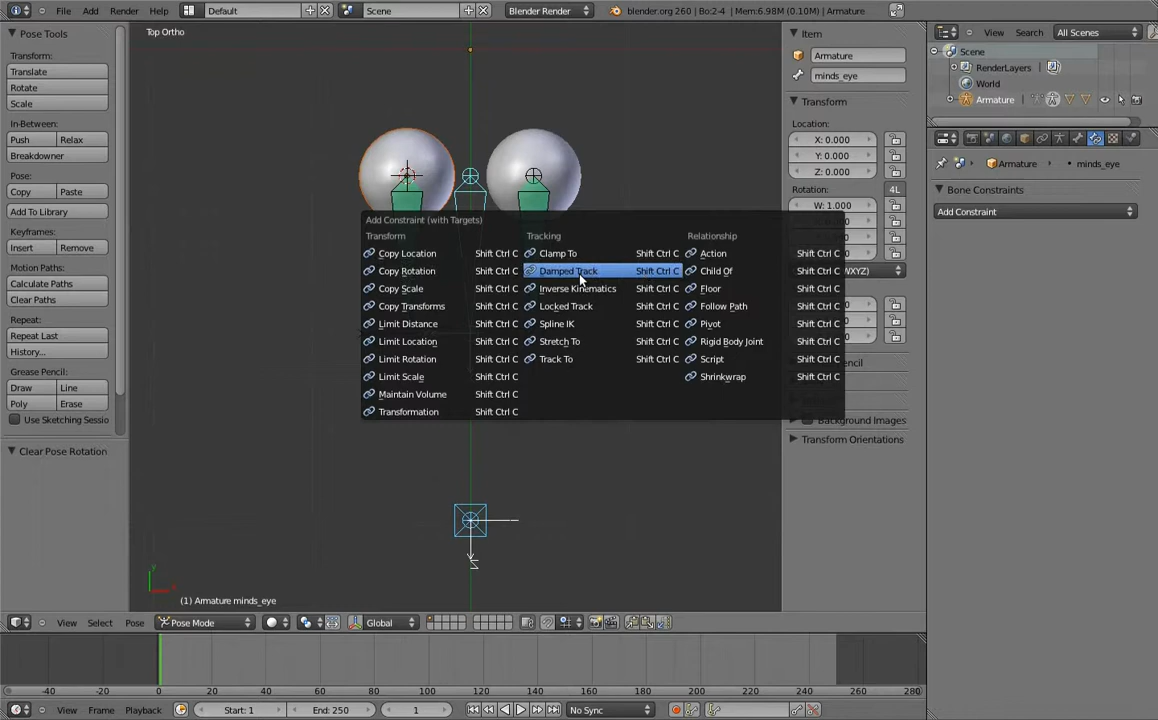 Add Render Window Help Default Scene Blender Render blender.org 260 | Bo:2-4 | Mem:6.98M (0.10M) | Armature
View Search All Scenes
Pose Tools
Transform:
Translate
Rotate
Scale
In-Between:
Push Relax
Breakdowner
Pose:
Copy Paste
Add To Library
Keyframes:
Insert Remove
Motion Paths:
Calculate Paths
Clear Paths
Repeat:
Repeat Last
History...
Grease Pencil:
Draw Line
Poly Erase
Use Sketching Sessio
Clear Pose Rotation
Top Ortho
Add Constraint (with Targets)
Transform Tracking Relationship
Copy Location Shift Ctrl C Clamp To Shift Ctrl C Action Shift Ctrl C
Copy Rotation Shift Ctrl C Damped Track Shift Ctrl C Child Of Shift Ctrl C
Copy Scale Shift Ctrl C Inverse Kinematics Shift Ctrl C Floor Shift Ctrl C
Copy Transforms Shift Ctrl C Locked Track Shift Ctrl C Follow Path Shift Ctrl C
Limit Distance Shift Ctrl C Spline IK Shift Ctrl C Pivot Shift Ctrl C
Limit Location Shift Ctrl C Stretch To Shift Ctrl C Rigid Body Joint Shift Ctrl C
Limit Rotation Shift Ctrl C Track To Shift Ctrl C Script Shift Ctrl C
Limit Scale Shift Ctrl C Shrinkwrap Shift Ctrl C
Maintain Volume Shift Ctrl C
Transformation Shift Ctrl C
Z
y
x
(1) Armature minds_eye
Item
Armature
minds_eye
Transform
Location:
X: 0.000
Y: 0.000
Z: 0.000
Rotation:
4L
W: 1.000
WXYZ)
Background Images
Transform Orientations
Scene
RenderLayers
World
Armature
Armature minds_eye
Bone Constraints
Add Constraint
View Select Pose Pose Mode Global
-40 -20 0 20 40 60 80 100 120 140 160 180 200 220 240 260 280
View Frame Playback Start: 1 End: 250 1 No Sync